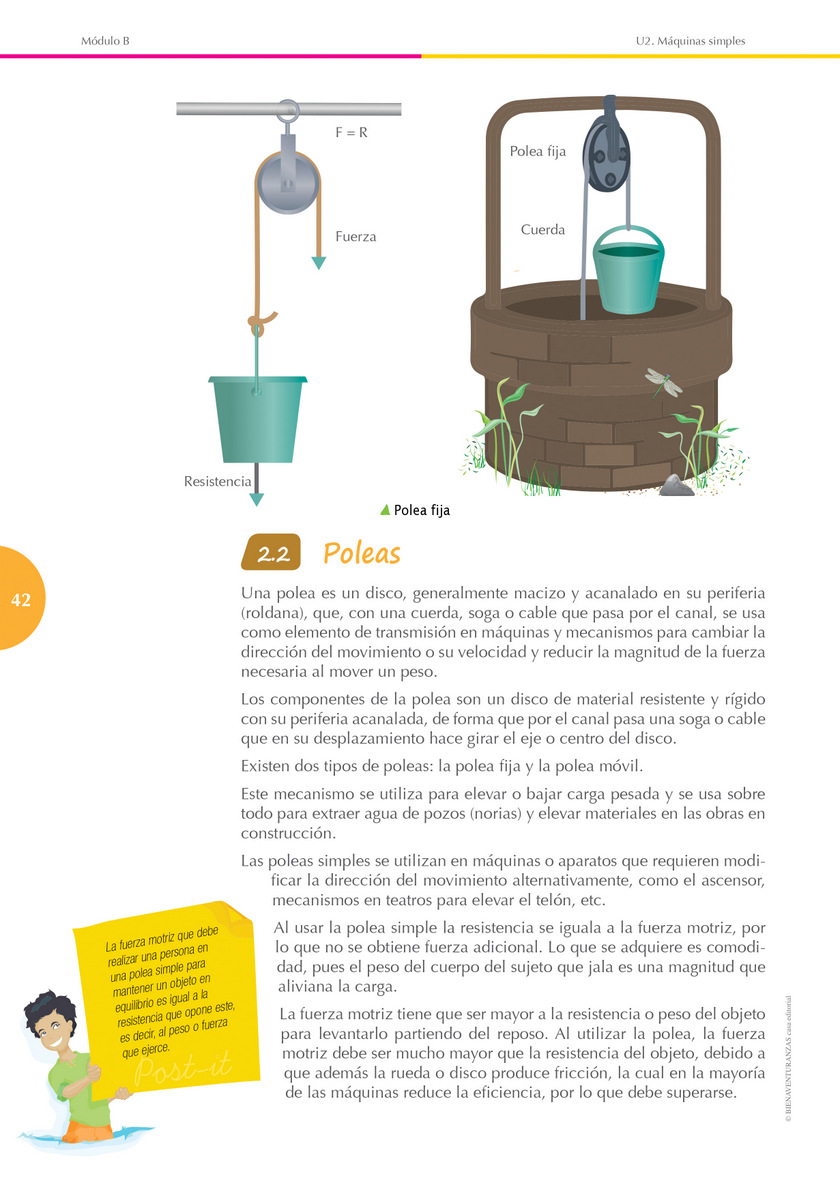 Módulo B
U2. Máquinas simples
F = R
Fuerza
Resistencia
Polea fija
Cuerda
Polea fija
2.2 Poleas
42
Una polea es un disco, generalmente macizo y acanalado en su periferia
(roldana), que, con una cuerda, soga o cable que pasa por el canal, se usa
como elemento de transmisión en máquinas y mecanismos para cambiar la
dirección del movimiento o su velocidad y reducir la magnitud de la fuerza
necesaria al mover un peso.
Los componentes de la polea son un disco de material resistente y rígido
con su periferia acanalada, de forma que por el canal pasa una soga o cable
que en su desplazamiento hace girar el eje o centro del disco.
Existen dos tipos de poleas: la polea fija y la polea móvil.
Este mecanismo se utiliza para elevar o bajar carga pesada y se usa sobre
todo para extraer agua de pozos (norias) y elevar materiales en las obras en
construcción.
Las poleas simples se utilizan en máquinas o aparatos que requieren modi-
ficar la dirección del movimiento alternativamente, como el ascensor,
mecanismos en teatros para elevar el telón, etc.
Al usar la polea simple la resistencia se iguala a la fuerza motriz, por
lo que no se obtiene fuerza adicional. Lo que se adquiere es comodi-
dad, pues el peso del cuerpo del sujeto que jala es una magnitud que
aliviana la carga.
La fuerza motriz tiene que ser mayor a la resistencia o peso del objeto
para levantarlo partiendo del reposo. Al utilizar la polea, la fuerza
motriz debe ser mucho mayor que la resistencia del objeto, debido a
que además la rueda o disco produce fricción, la cual en la mayoría
de las máquinas reduce la eficiencia, por lo que debe superarse.
La fuerza motriz que debe
realizar una persona en
una polea simple para
mantener un objeto en
equilibrio es igual a la
resistencia que opone este,
es decir, al peso o fuerza
que ejerce.
Post-it
© BIENAVENTURANZAS casa editorial